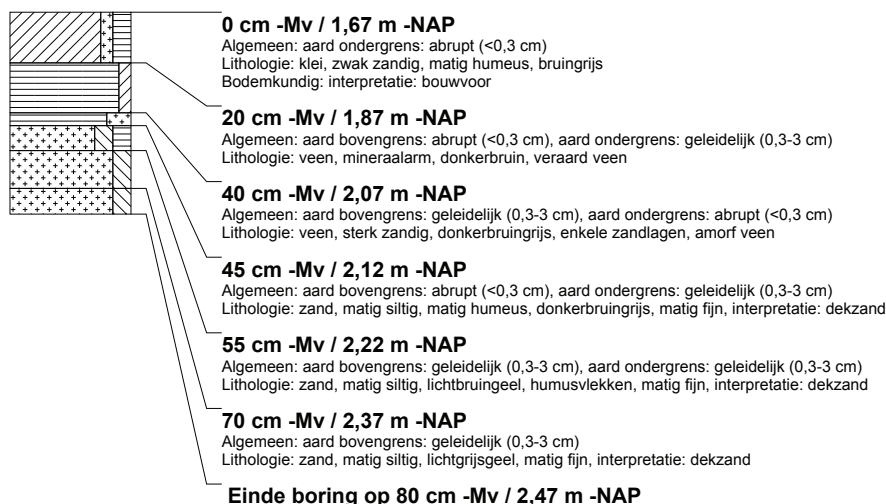 0 cm -Mv / 1,67 m -NAP
Algemeen: aard ondergrens: abrupt (<0,3 cm)
Lithologie: klei, zwak zandig, matig humeus, bruingrijs
Bodemkundig: interpretatie: bouwvoor
20 cm -Mv / 1,87 m -NAP
Algemeen: aard bovengrens: abrupt (<0,3 cm), aard ondergrens: geleidelijk (0,3-3 cm)
Lithologie: veen, mineraalarm, donkerbruin, veraard veen
40 cm -Mv / 2,07 m -NAP
Algemeen: aard bovengrens: geleidelijk (0,3-3 cm), aard ondergrens: abrupt (<0,3 cm)
Lithologie: veen, sterk zandig, donkerbruingrijs, enkele zandlagen, amorf veen
45 cm -Mv / 2,12 m -NAP
Algemeen: aard bovengrens: abrupt (<0,3 cm), aard ondergrens: geleidelijk (0,3-3 cm)
Lithologie: zand, matig siltig, matig humeus, donkerbruingrijs, matig fijn, interpretatie: dekzand
55 cm -Mv / 2,22 m -NAP
Algemeen: aard bovengrens: geleidelijk (0,3-3 cm), aard ondergrens: geleidelijk (0,3-3 cm)
Lithologie: zand, matig siltig, lichtbruingeel, humusvlekken, matig fijn, interpretatie: dekzand
70 cm -Mv / 2,37 m -NAP
Algemeen: aard bovengrens: geleidelijk (0,3-3 cm)
Lithologie: zand, matig siltig, lichtgrijsgeel, matig fijn, interpretatie: dekzand
Einde boring op 80 cm -Mv / 2,47 m -NAP